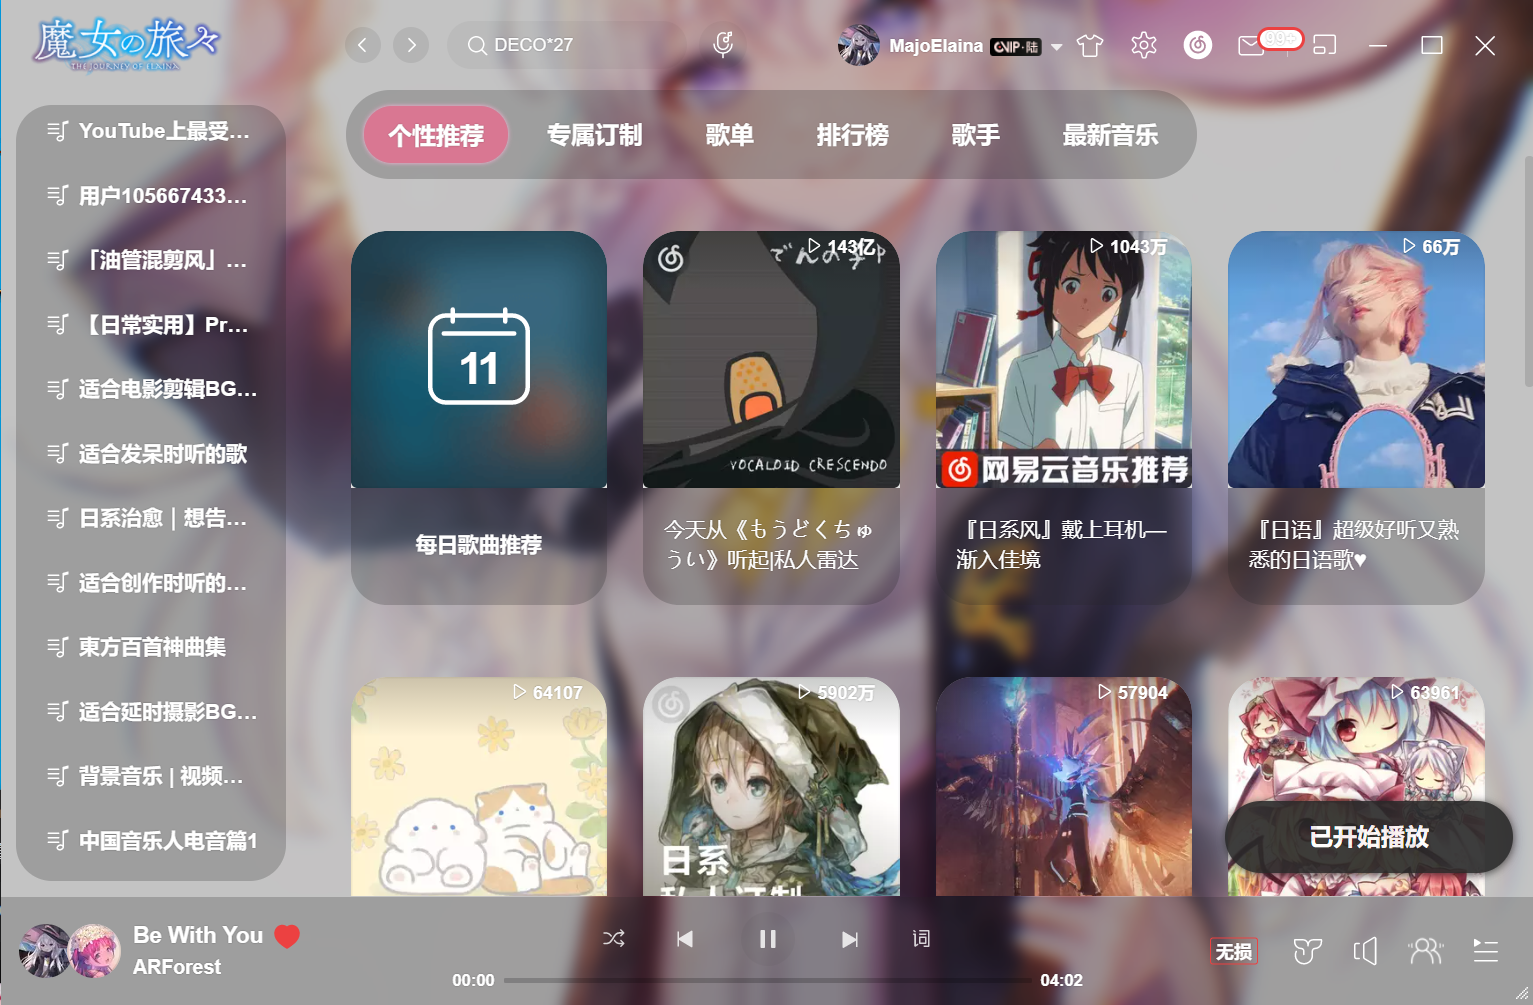 魔女の旅々
THE JOURNEY OF ELAINA
DECO*27
MajoElaina
VIP·陆
99+
个性推荐
专属订制
歌单
排行榜
歌手
最新音乐
YouTube上最受...
用户105667433...
「油管混剪风」...
【日常实用】Pr...
适合电影剪辑BG...
适合发呆时听的歌
日系治愈｜想告...
适合创作时听的...
東方百首神曲集
适合延时摄影BG...
背景音乐 | 视频...
中国音乐人电音篇1
11
每日歌曲推荐
143亿
VOCALOID CRESCENDO
今天从《もうどくちゅ
うい》听起|私人雷达
1043万
网易云音乐推荐
『日系风』戴上耳机—
渐入佳境
66万
『日语』超级好听又熟
悉的日语歌♥
64107
5902万
日系
私人订制
57904
63961
已开始播放
Be With You
ARForest
词
00:00
04:02
无损